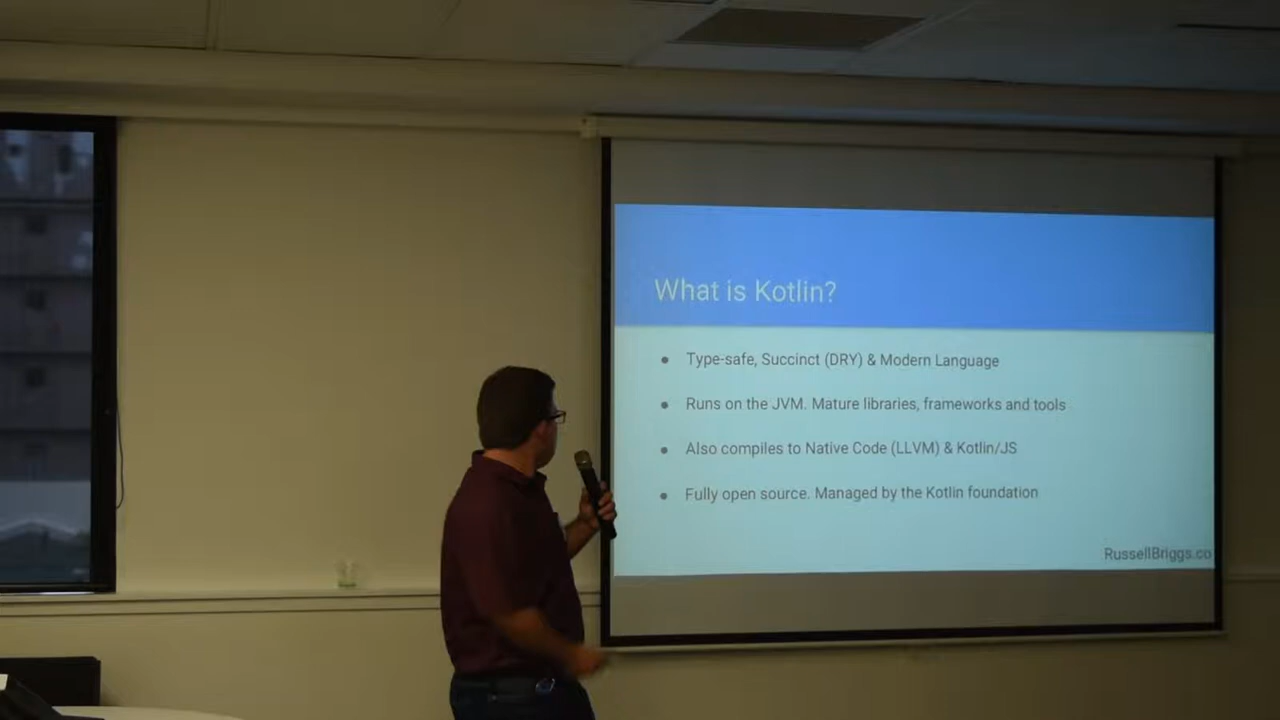 What is Kotlin?
● Type-safe, Succinct (DRY) & Modern Language
● Runs on the JVM. Mature libraries, frameworks and tools
● Also compiles to Native Code (LLVM) & Kotlin/JS
● Fully open source. Managed by the Kotlin foundation
RussellBriggs.co